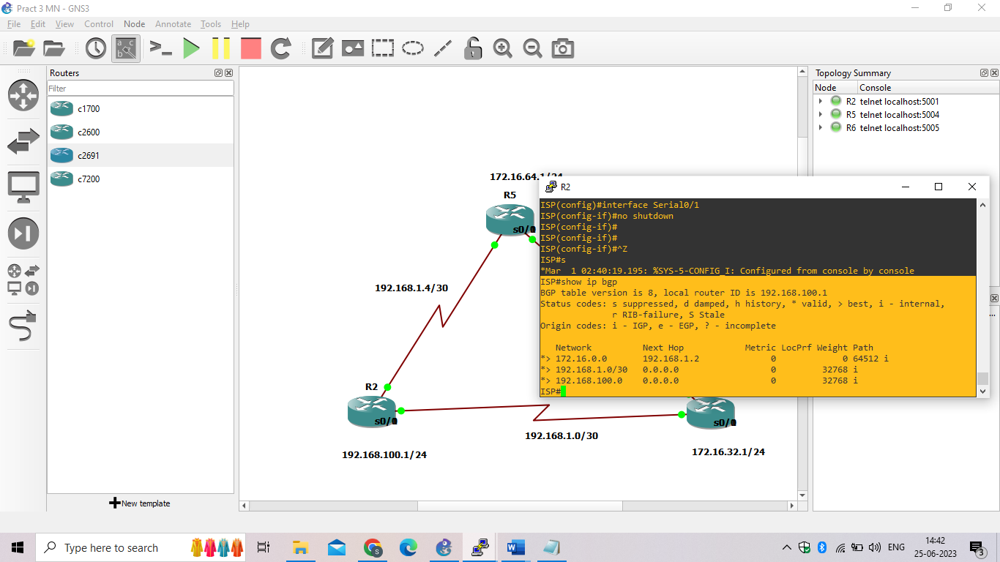 Pract 3 MN - GNS3
File Edit View Control Node Annotate Tools Help
Routers
Filter
c1700
c2600
c2691
c7200
New template
172.16.64.1/24
R5
s0/0
192.168.1.4/30
R2
192.168.1.0/30
192.168.100.1/24
172.16.32.1/24
Topology Summary
Node Console
R2 telnet localhost:5001
R5 telnet localhost:5004
R6 telnet localhost:5005
R2
ISP(config)#interface Serial0/1
ISP(config-if)#no shutdown
ISP(config-if)#
ISP(config-if)#
ISP(config-if)#^Z
ISP#s
*Mar  1 02:40:19.195: %SYS-5-CONFIG_I: Configured from console by console
ISP#show ip bgp
BGP table version is 8, local router ID is 192.168.100.1
Status codes: s suppressed, d damped, h history, * valid, > best, i - internal,
r RIB-failure, S Stale
Origin codes: i - IGP, e - EGP, ? - incomplete
Network Next Hop Metric LocPrf Weight Path
*> 172.16.0.0 192.168.1.2 0 0 64512 i
*> 192.168.1.0/30 0.0.0.0 0 32768 i
*> 192.168.100.0 0.0.0.0 0 32768 i
ISP#
Type here to search
ENG
14:42
25-06-2023
3